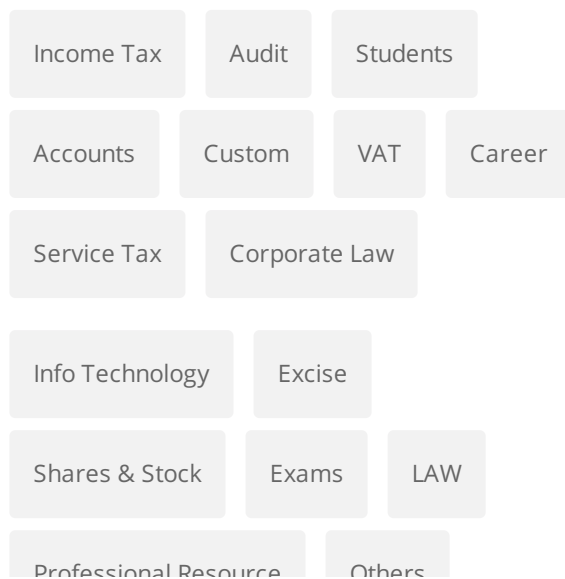 Income Tax Audit Students
Accounts Custom VAT Career
Service Tax Corporate Law
Info Technology Excise
Shares & Stock Exams LAW
Professional Resource Others